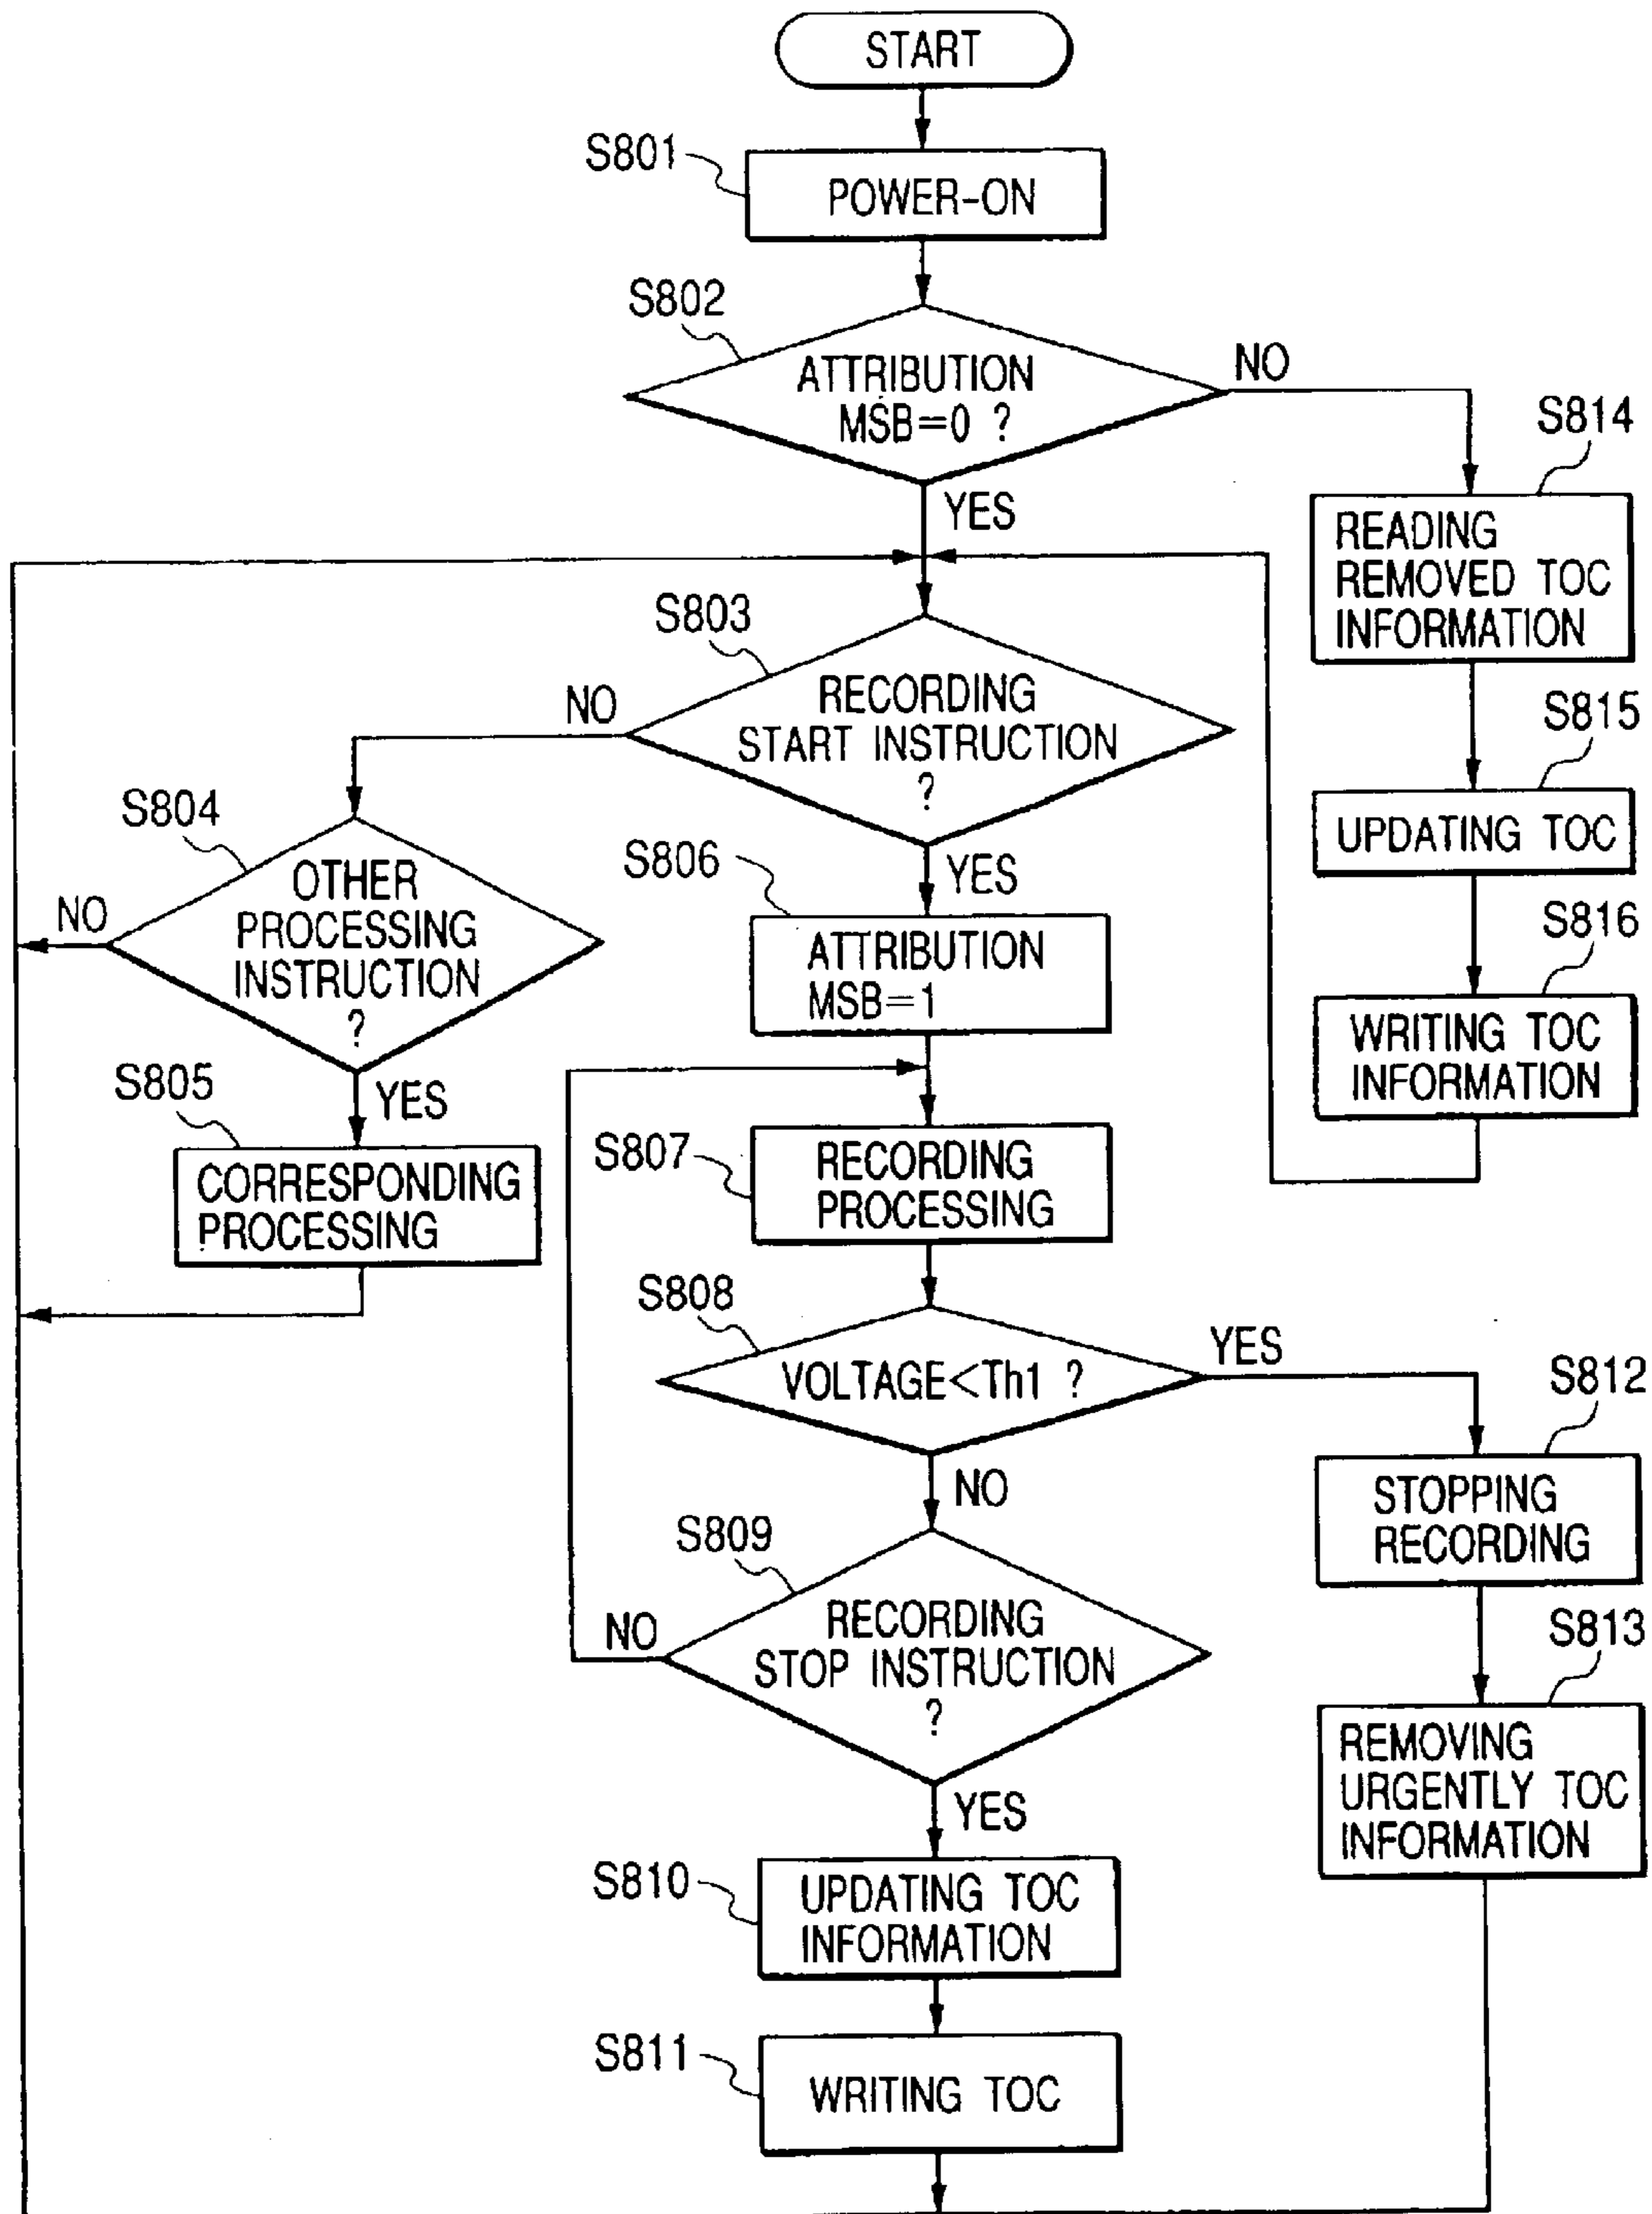 START
S801
POWER-ON
S802
ATTRIBUTION
MSB=0 ?
NO
YES
S814
READING
REMOVED TOC
INFORMATION
S803
RECORDING
START INSTRUCTION
?
NO
YES
S815
UPDATING TOC
S804
OTHER
PROCESSING
INSTRUCTION
?
NO
YES
S806
ATTRIBUTION
MSB=1
S816
WRITING TOC
INFORMATION
S805
CORRESPONDING
PROCESSING
S807
RECORDING
PROCESSING
S808
VOLTAGE<Th1 ?
YES
NO
S812
STOPPING
RECORDING
S809
RECORDING
STOP INSTRUCTION
?
NO
YES
S813
REMOVING
URGENTLY TOC
INFORMATION
S810
UPDATING TOC
INFORMATION
S811
WRITING TOC